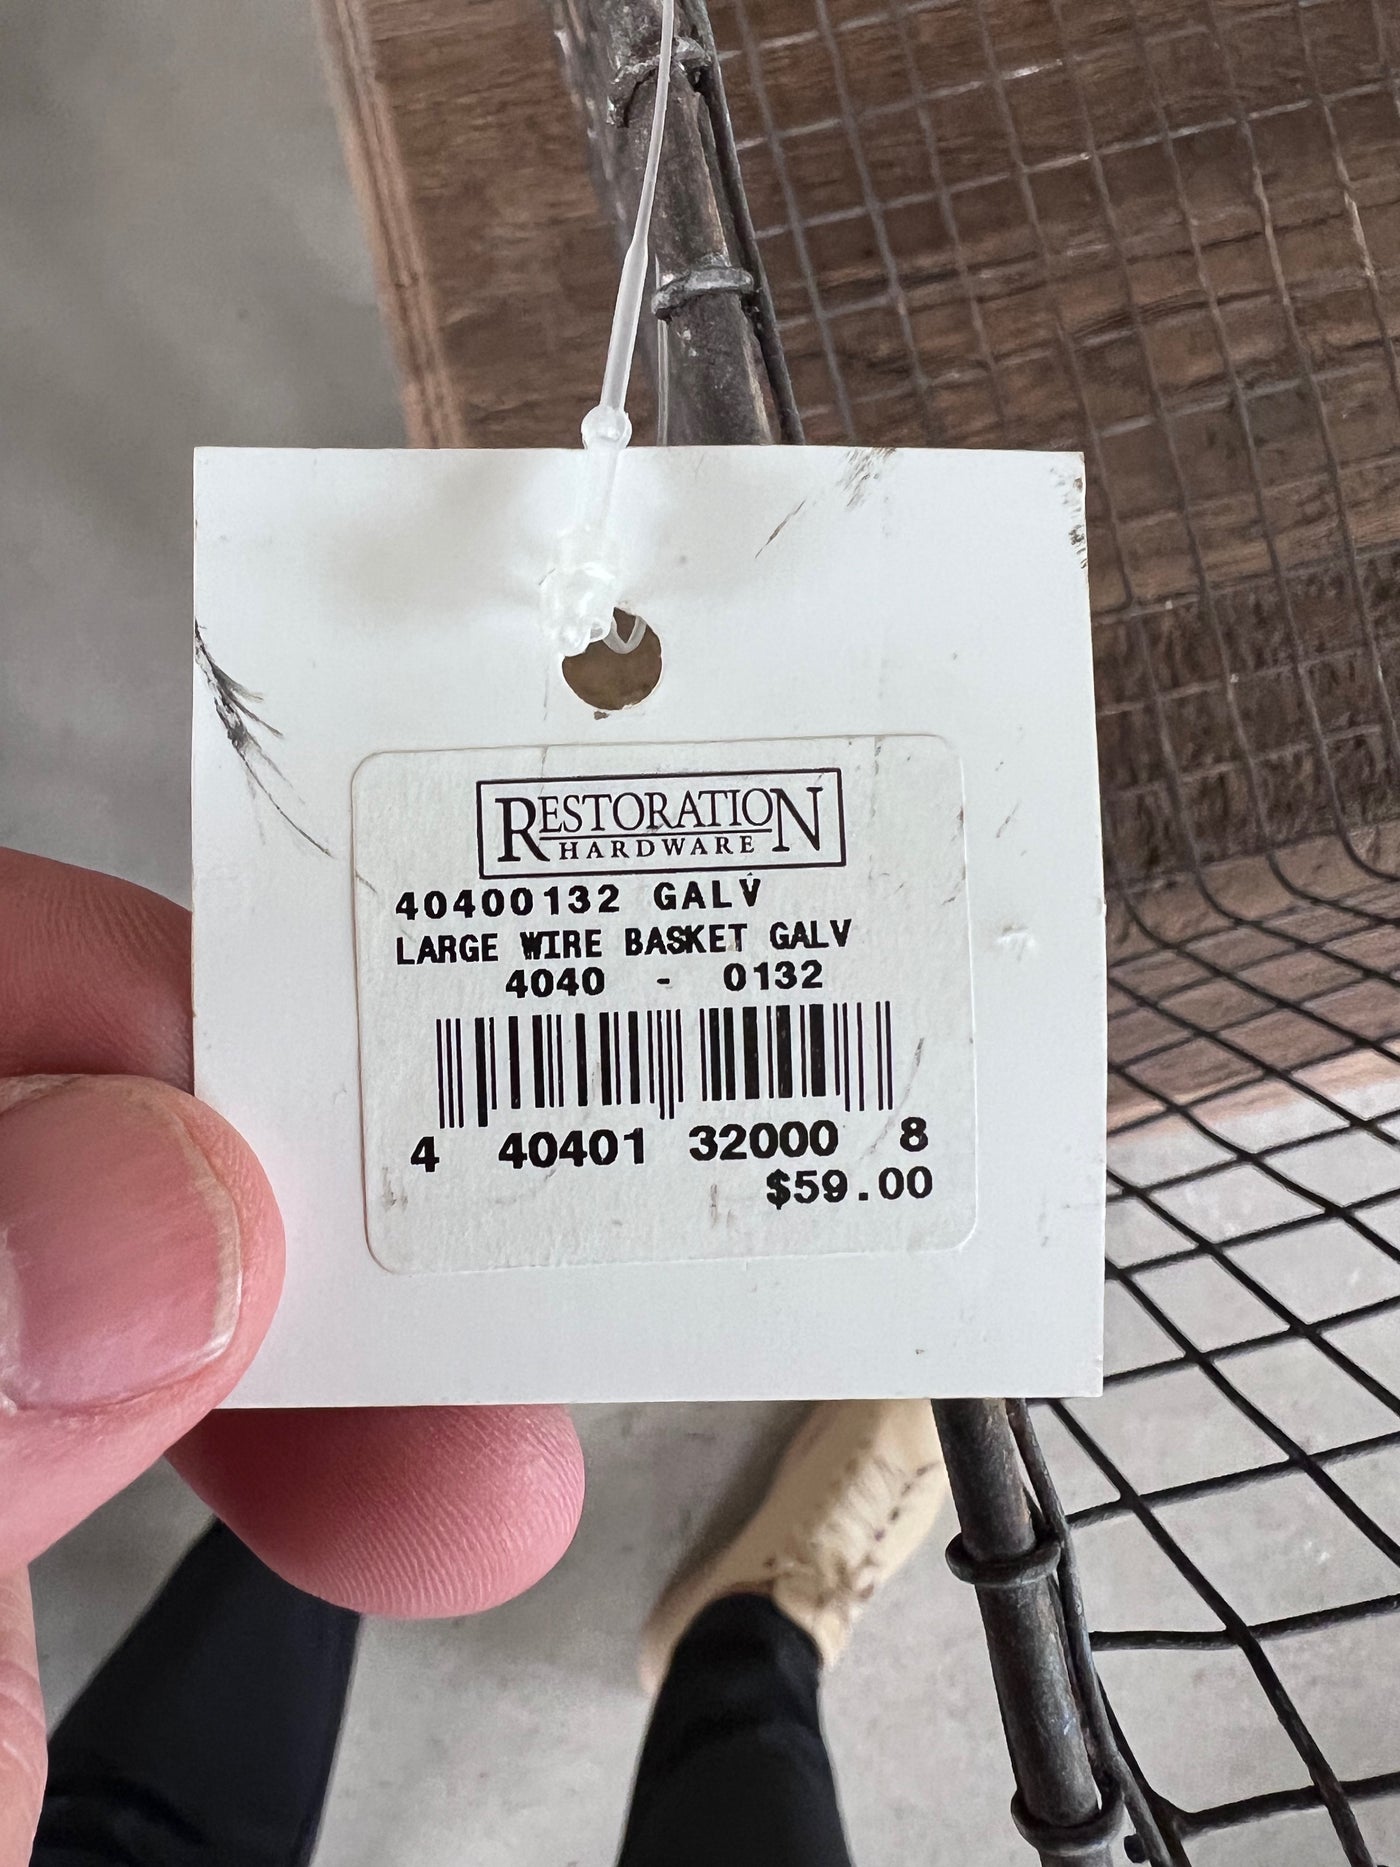 RESTORATION
HARDWARE
40400132 GALV
LARGE WIRE BASKET GALV
4040 - 0132
4 40401 32000 8
$59.00